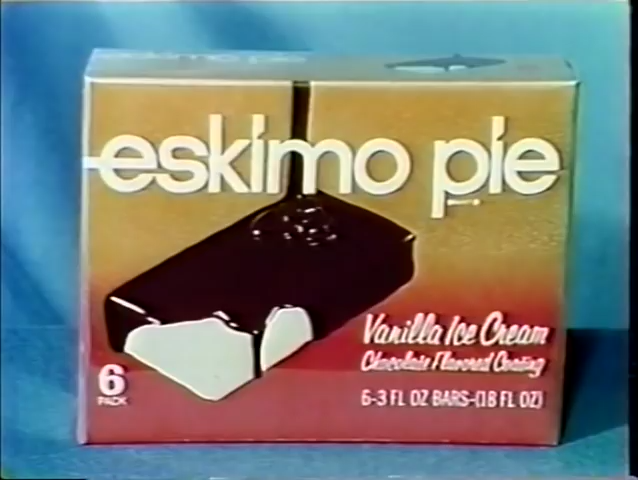 eskimo pie
Vanilla Ice Cream
Chocolate Flavored Coating
6
PACK
6-3 FL OZ BARS-(18 FL OZ)